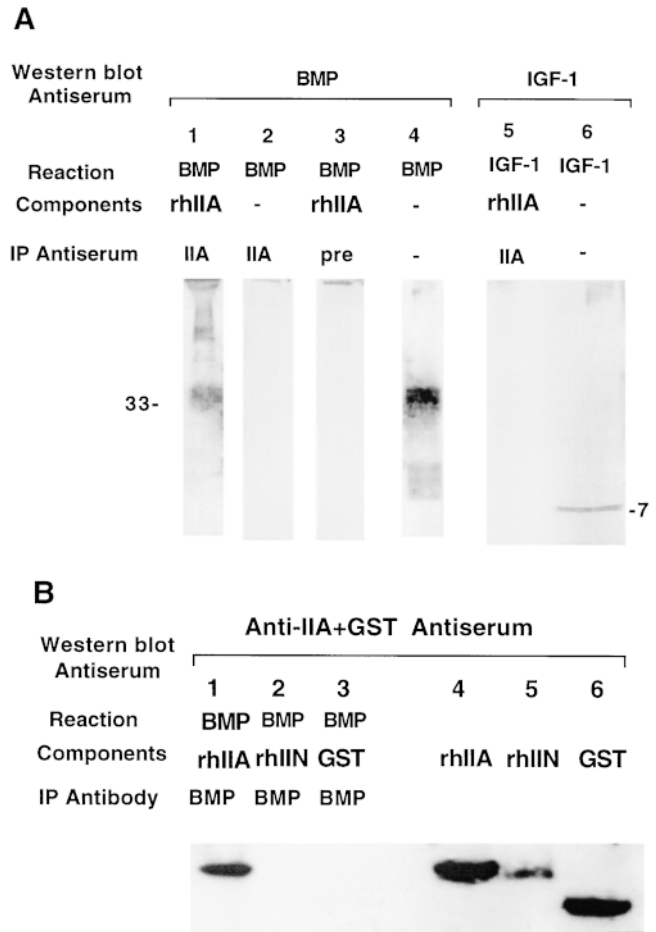 A
Western blot BMP IGF-1
Antiserum
1 2 3 4 5 6
Reaction BMP BMP BMP BMP IGF-1 IGF-1
Components rhIIA - rhIIA - rhIIA -
IP Antiserum IIA IIA pre - IIA -
33-
-7
B
Anti-IIA+GST Antiserum
Western blot
Antiserum
1 2 3 4 5 6
Reaction BMP BMP BMP
Components rhIIA rhIIN GST rhIIA rhIIN GST
IP Antibody BMP BMP BMP